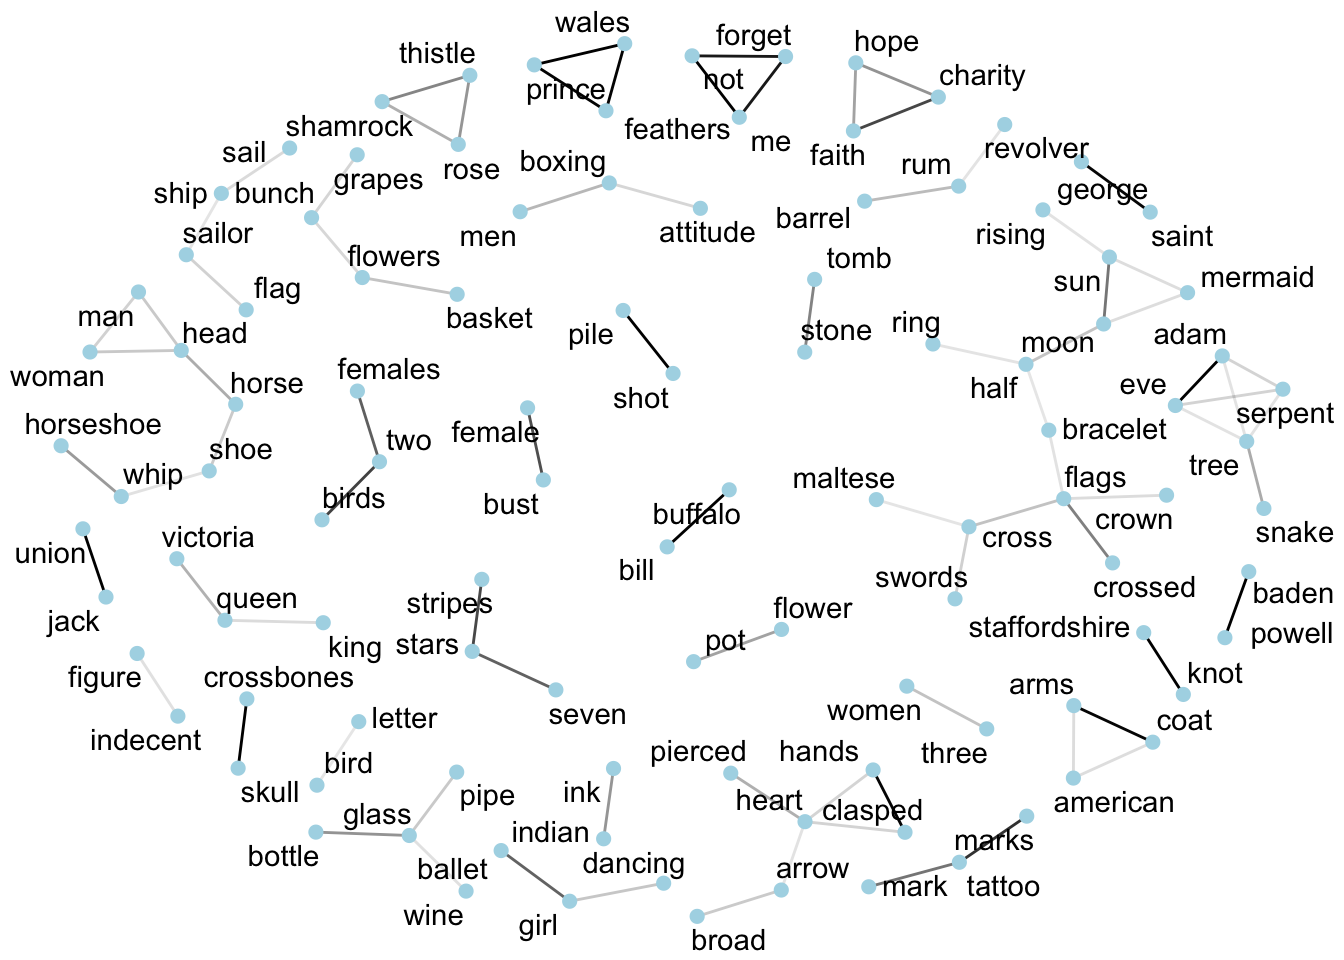 wales
forget
hope
thistle
charity
prince
not
shamrock
feathers
me
revolver
sail
boxing
faith
rum
rose
grapes
george
ship
bunch
barrel
men
attitude
rising
saint
sailor
flowers
tomb
sun
mermaid
flag
man
head
basket
pile
stone
ring
moon
adam
woman
females
horse
shot
half
eve
serpent
horseshoe
two
female
shoe
bracelet
whip
tree
maltese
flags
birds
bust
buffalo
crown
snake
union
victoria
cross
bill
swords
crossed
baden
jack
queen
stripes
flower
staffordshire
powell
king
stars
pot
figure
crossbones
arms
knot
indecent
letter
seven
women
coat
bird
pierced
hands
three
skull
glass
pipe
ink
heart
clasped
american
bottle
indian
marks
ballet
dancing
arrow
mark
tattoo
wine
girl
broad